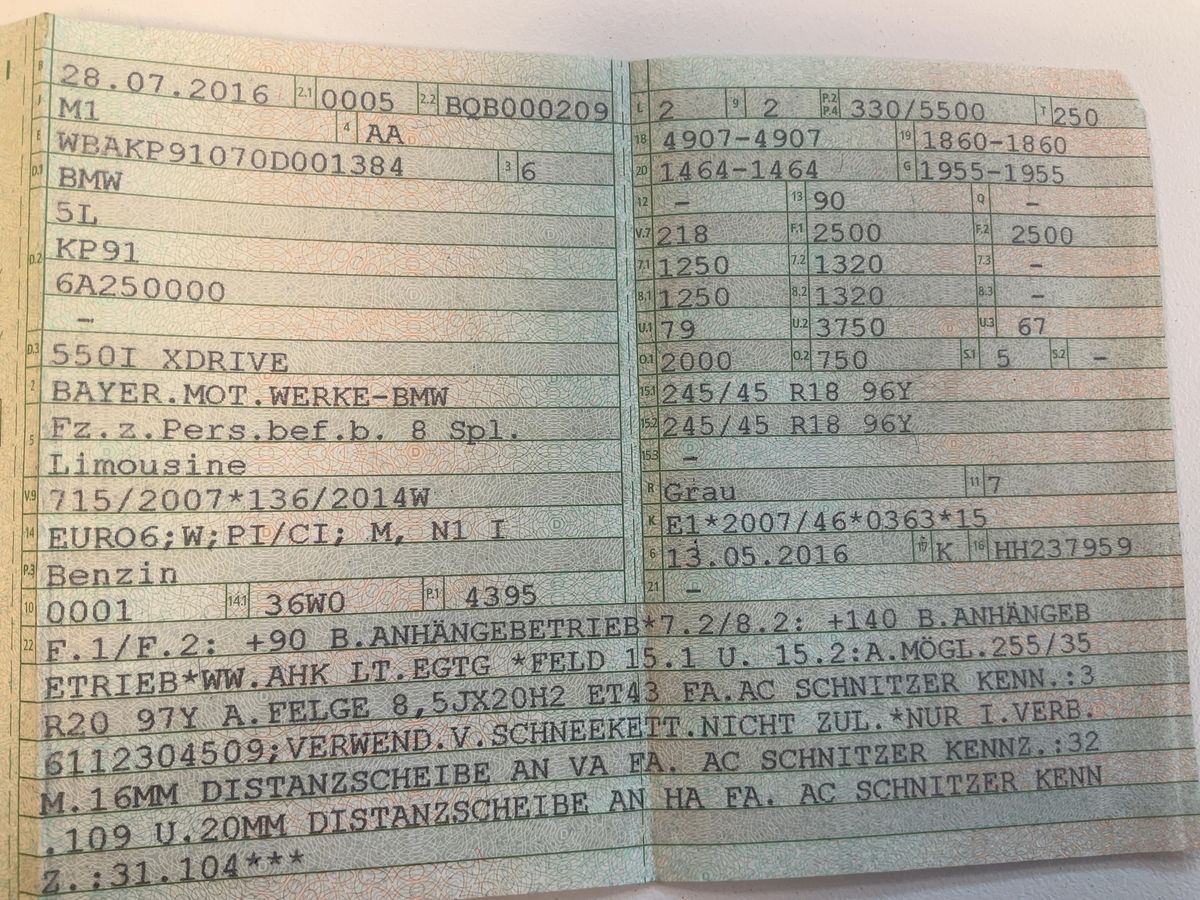 B 28.07.2016 2.1 0005 2.2 BQB000209
J M1 4 AA
E WBAKP91070D001384 3 6
D.1 BMW
5L
D.2 KP91
6A250000
-
D.3 550I XDRIVE
2 BAYER.MOT.WERKE-BMW
5 Fz.z.Pers.bef.b. 8 Spl.
Limousine
V.9 715/2007*136/2014W
14 EURO6;W;PI/CI; M, N1 I
P.3 Benzin
10 0001 14.1 36W0 P.1 4395
L 2 9 2 P.2 P.4 330/5500 T 250
18 4907-4907 19 1860-1860
20 1464-1464 G 1955-1955
12 - 13 90 Q -
V.7 218 F.1 2500 F.2 2500
7.1 1250 7.2 1320 7.3 -
8.1 1250 8.2 1320 8.3 -
U.1 79 U.2 3750 U.3 67
O.1 2000 O.2 750 S.1 5 S.2 -
15.1 245/45 R18 96Y
15.2 245/45 R18 96Y
15.3 -
R Grau 11 7
K E1*2007/46*0363*15
6 13.05.2016 17 K 16 HH237959
21 -
22 F.1/F.2: +90 B.ANHÄNGEBETRIEB*7.2/8.2: +140 B.ANHÄNGEB
ETRIEB*WW.AHK LT.EGTG *FELD 15.1 U. 15.2:A.MÖGL.255/35
R20 97Y A.FELGE 8,5JX20H2 ET43 FA.AC SCHNITZER KENN.:3
6112304509;VERWEND.V.SCHNEEKETT.NICHT ZUL.*NUR I.VERB.
M.16MM DISTANZSCHEIBE AN VA FA. AC SCHNITZER KENNZ.:32
.109 U.20MM DISTANZSCHEIBE AN HA FA. AC SCHNITZER KENN
Z.:31.104***